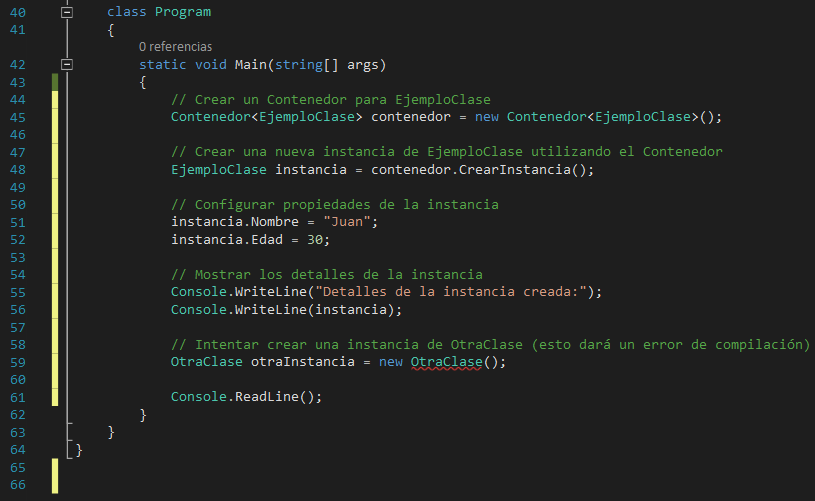 40 class Program
41 {
0 referencias
42 static void Main(string[] args)
43 {
44 // Crear un Contenedor para EjemploClase
45 Contenedor<EjemploClase> contenedor = new Contenedor<EjemploClase>();
46
47 // Crear una nueva instancia de EjemploClase utilizando el Contenedor
48 EjemploClase instancia = contenedor.CrearInstancia();
49
50 // Configurar propiedades de la instancia
51 instancia.Nombre = "Juan";
52 instancia.Edad = 30;
53
54 // Mostrar los detalles de la instancia
55 Console.WriteLine("Detalles de la instancia creada:");
56 Console.WriteLine(instancia);
57
58 // Intentar crear una instancia de OtraClase (esto dará un error de compilación)
59 OtraClase otraInstancia = new OtraClase();
60
61 Console.ReadLine();
62 }
63 }
64 }
65
66